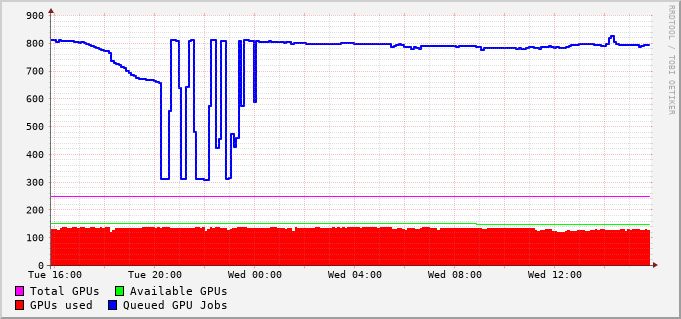 900
800
700
600
500
400
300
200
100
0
Tue 16:00 Tue 20:00 Wed 00:00 Wed 04:00 Wed 08:00 Wed 12:00
Total GPUs Available GPUs
GPUs used Queued GPU Jobs
RRDTOOL / TOBI OETIKER